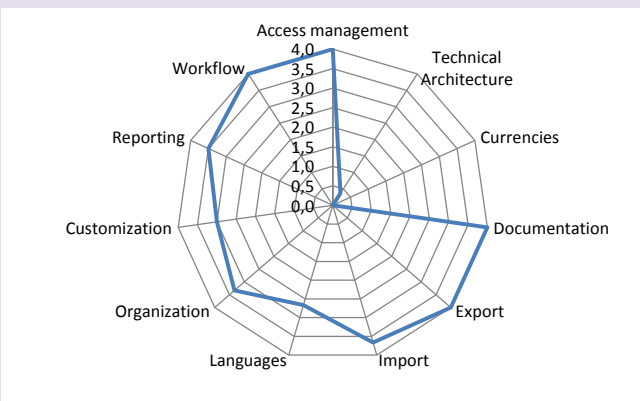 Access management
Technical
Architecture
Currencies
Documentation
Export
Import
Languages
Organization
Customization
Reporting
Workflow
4,0
3,5
3,0
2,5
2,0
1,5
1,0
0,5
0,0